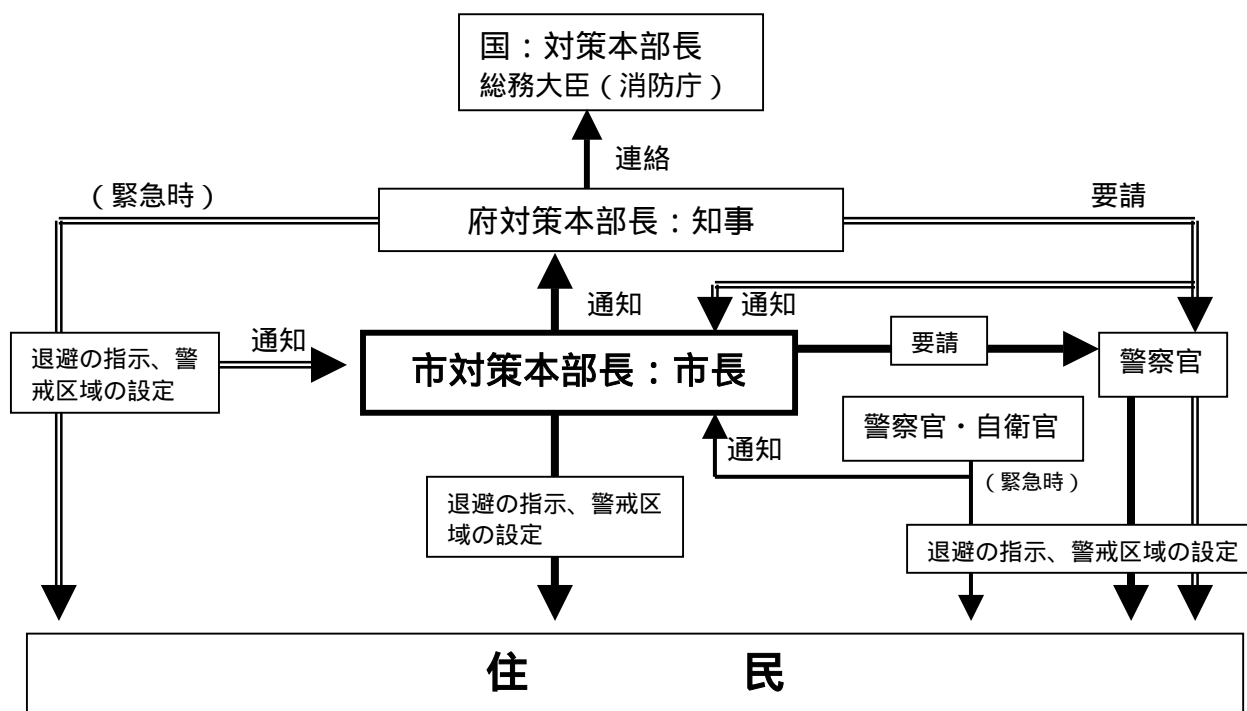 国：対策本部長
総務大臣（消防庁）
連絡
（緊急時）
府対策本部長：知事
要請
通知
通知
退避の指示、警
戒区域の設定
通知
市対策本部長：市長
要請
警察官
警察官・自衛官
通知
（緊急時）
退避の指示、警戒区
域の設定
退避の指示、警戒区域の設定
住　民